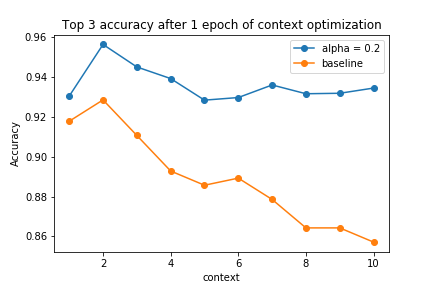 Top 3 accuracy after 1 epoch of context optimization
alpha = 0.2
baseline
Accuracy
0.96
0.94
0.92
0.90
0.88
0.86
2 4 6 8 10
context